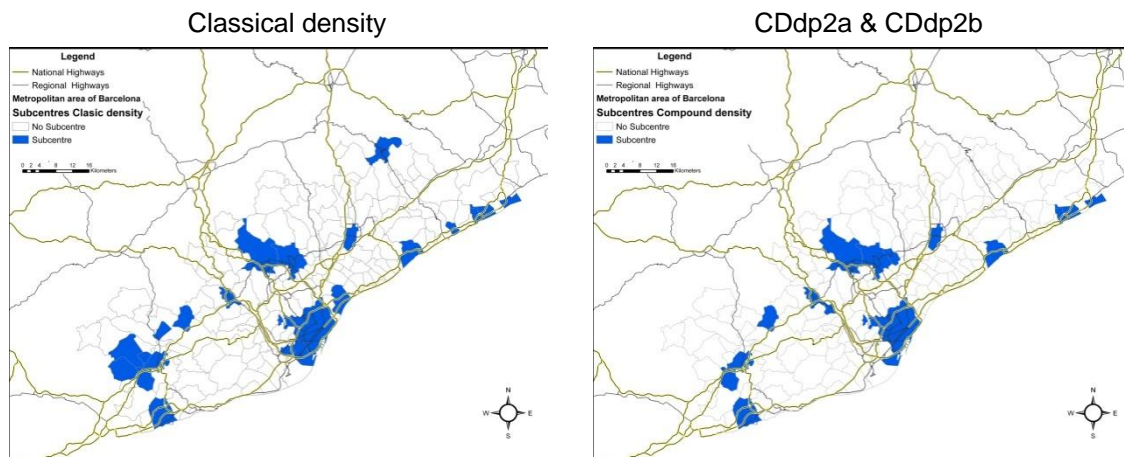 Classical density
Legend
National Highways
Regional Highways
Metropolitan area of Barcelona
Subcentres Clasic density
No Subcentre
Subcentre
0 2 4 8 12 16
Kilometers
N
W E
S
CDdp2a & CDdp2b
Legend
National Highways
Regional Highways
Metropolitan area of Barcelona
Subcentres Compound density
No Subcentre
Subcentre
0 2 4 8 12 16
Kilometers
N
W E
S